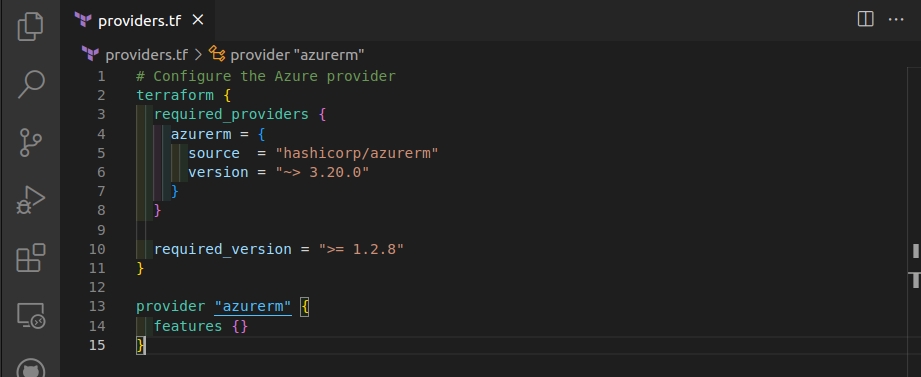 providers.tf
providers.tf > provider "azurerm"
1 # Configure the Azure provider
2 terraform {
3   required_providers {
4     azurerm = {
5       source  = "hashicorp/azurerm"
6       version = "~> 3.20.0"
7     }
8   }
9
10   required_version = ">= 1.2.8"
11 }
12
13 provider "azurerm" {
14   features {}
15 }